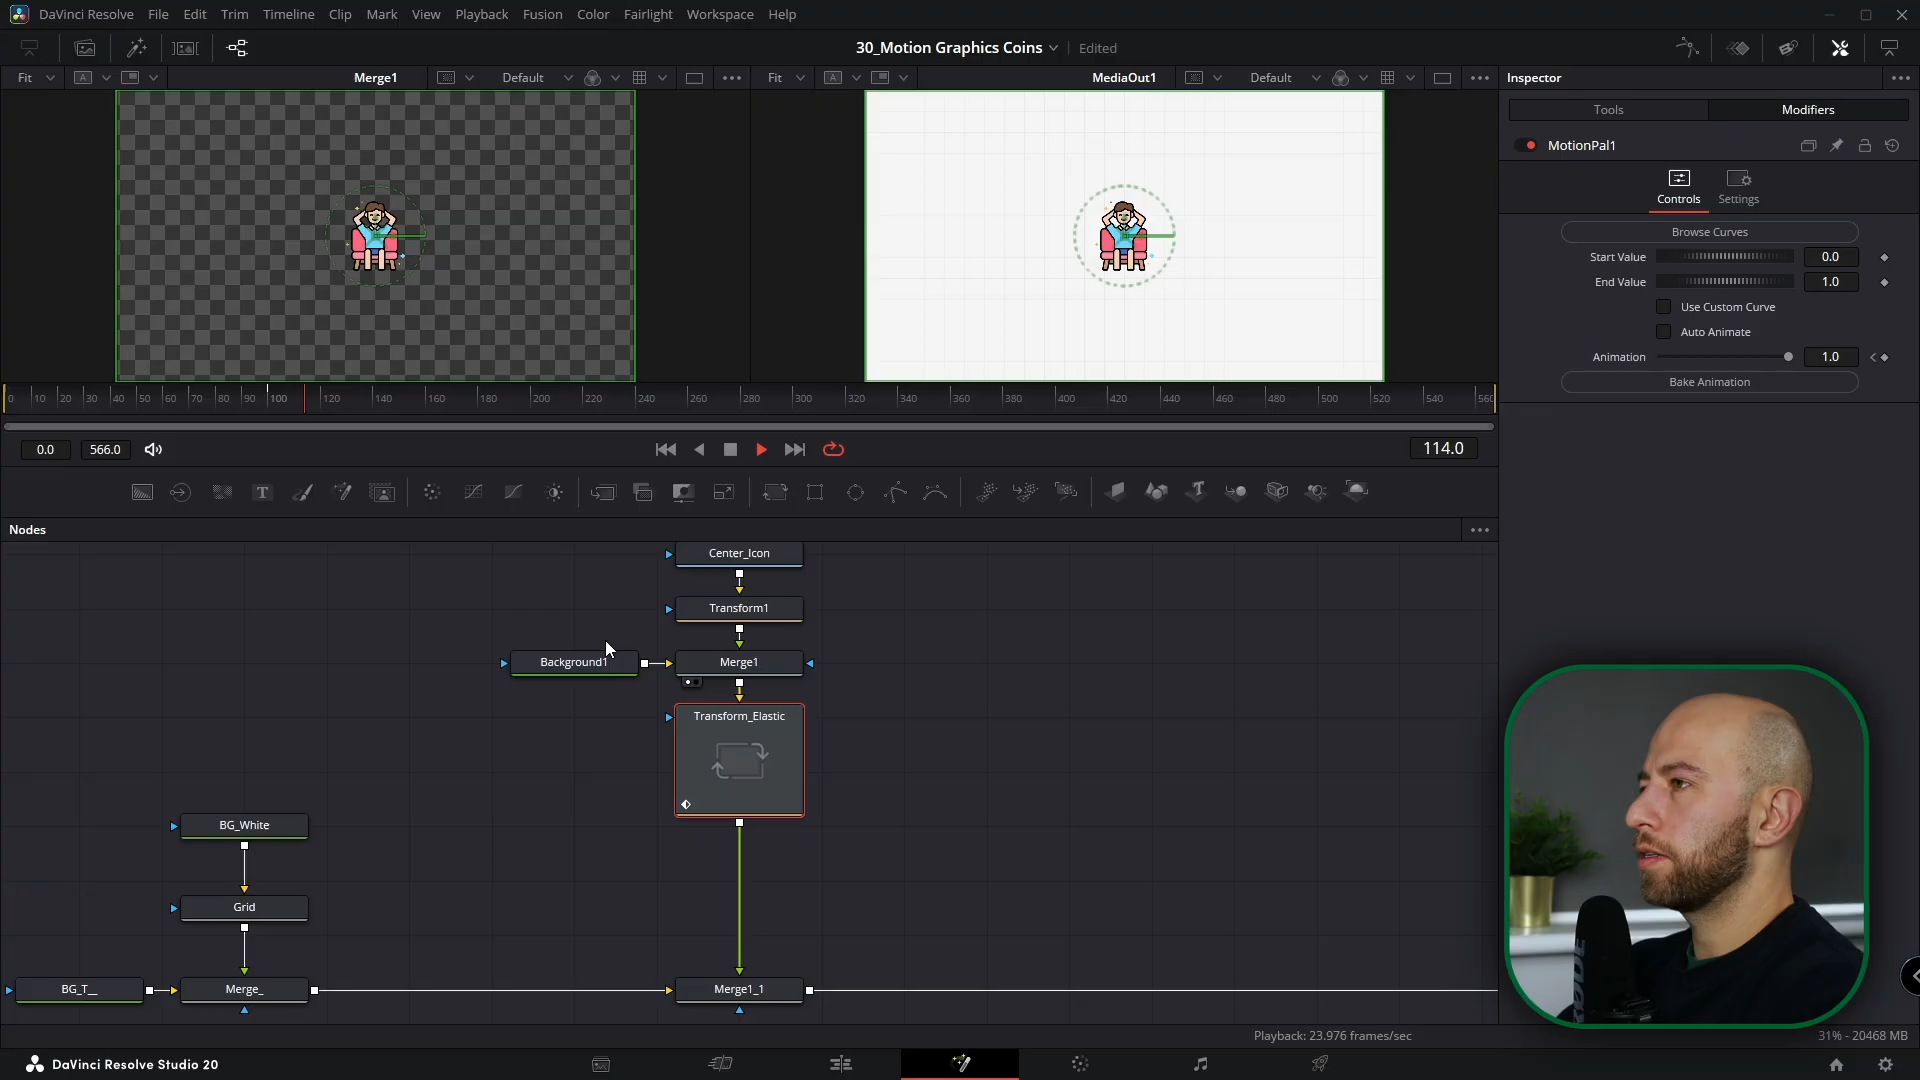 DaVinci Resolve File Edit Trim Timeline Clip Mark View Playback Fusion Color Fairlight Workspace Help
30_Motion Graphics Coins Edited
Fit A Merge1 Default Fit A MediaOut1 Default Inspector
Tools Modifiers
MotionPal1
Controls Settings
Browse Curves
Start Value 0.0
End Value 1.0
Use Custom Curve
Auto Animate
Animation 1.0
Bake Animation
0 10 20 30 40 50 60 70 80 90 100 120 140 160 180 200 220 240 260 280 300 320 340 360 380 400 420 440 460 480 500 520 540 560
0.0 566.0 114.0
Nodes
Center_Icon
Transform1
Background1 Merge1
Transform_Elastic
BG_White
Grid
BG_T__ Merge_ Merge1_1
Playback: 23.976 frames/sec 31% - 20468 MB
DaVinci Resolve Studio 20